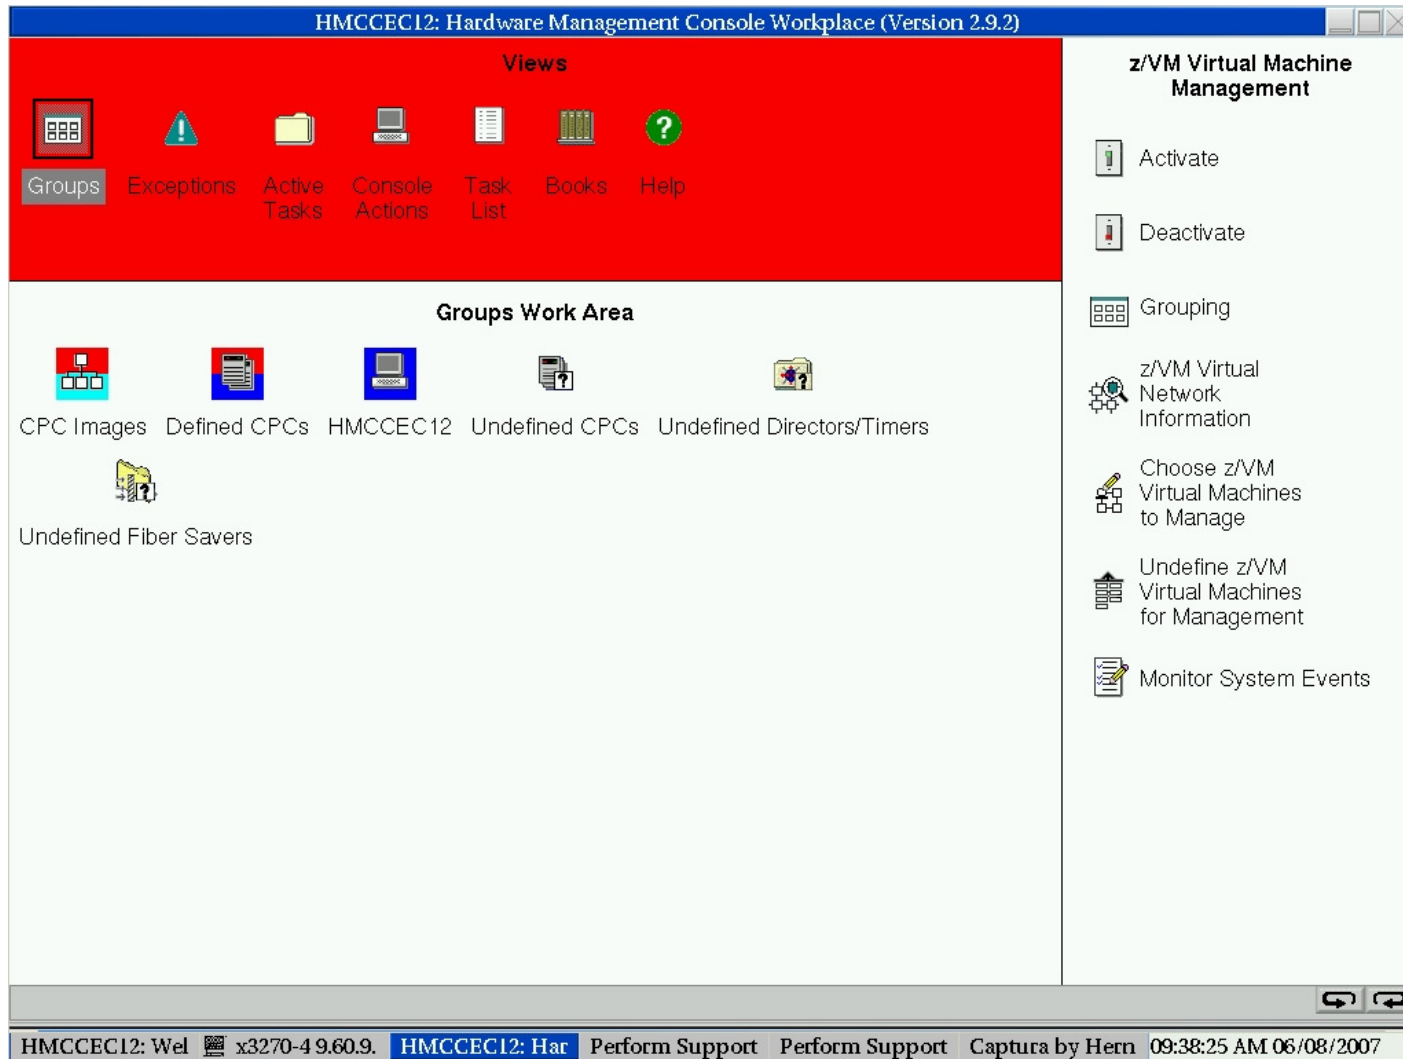 HMCCEC12: Hardware Management Console Workplace (Version 2.9.2)
Views
Groups
Exceptions
Active
Tasks
Console
Actions
Task
List
Books
Help
Groups Work Area
CPC Images
Defined CPCs
HMCCEC12
Undefined CPCs
Undefined Directors/Timers
Undefined Fiber Savers
z/VM Virtual Machine
Management
Activate
Deactivate
Grouping
z/VM Virtual
Network
Information
Choose z/VM
Virtual Machines
to Manage
Undefine z/VM
Virtual Machines
for Management
Monitor System Events
HMCCEC12: Wel
x3270-4 9.60.9.
HMCCEC12: Har
Perform Support
Perform Support
Captura by Hern
09:38:25 AM 06/08/2007